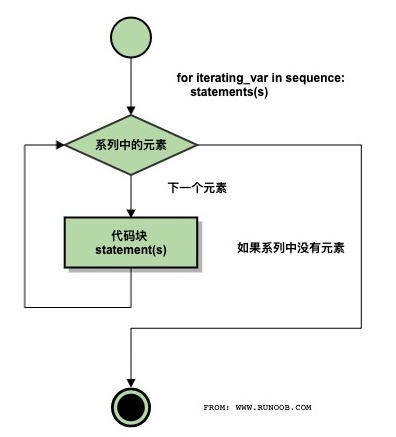 for iterating_var in sequence:
statements(s)
系列中的元素
下一个元素
代码块
statement(s)
如果系列中没有元素
FROM: WWW.RUNOOB.COM